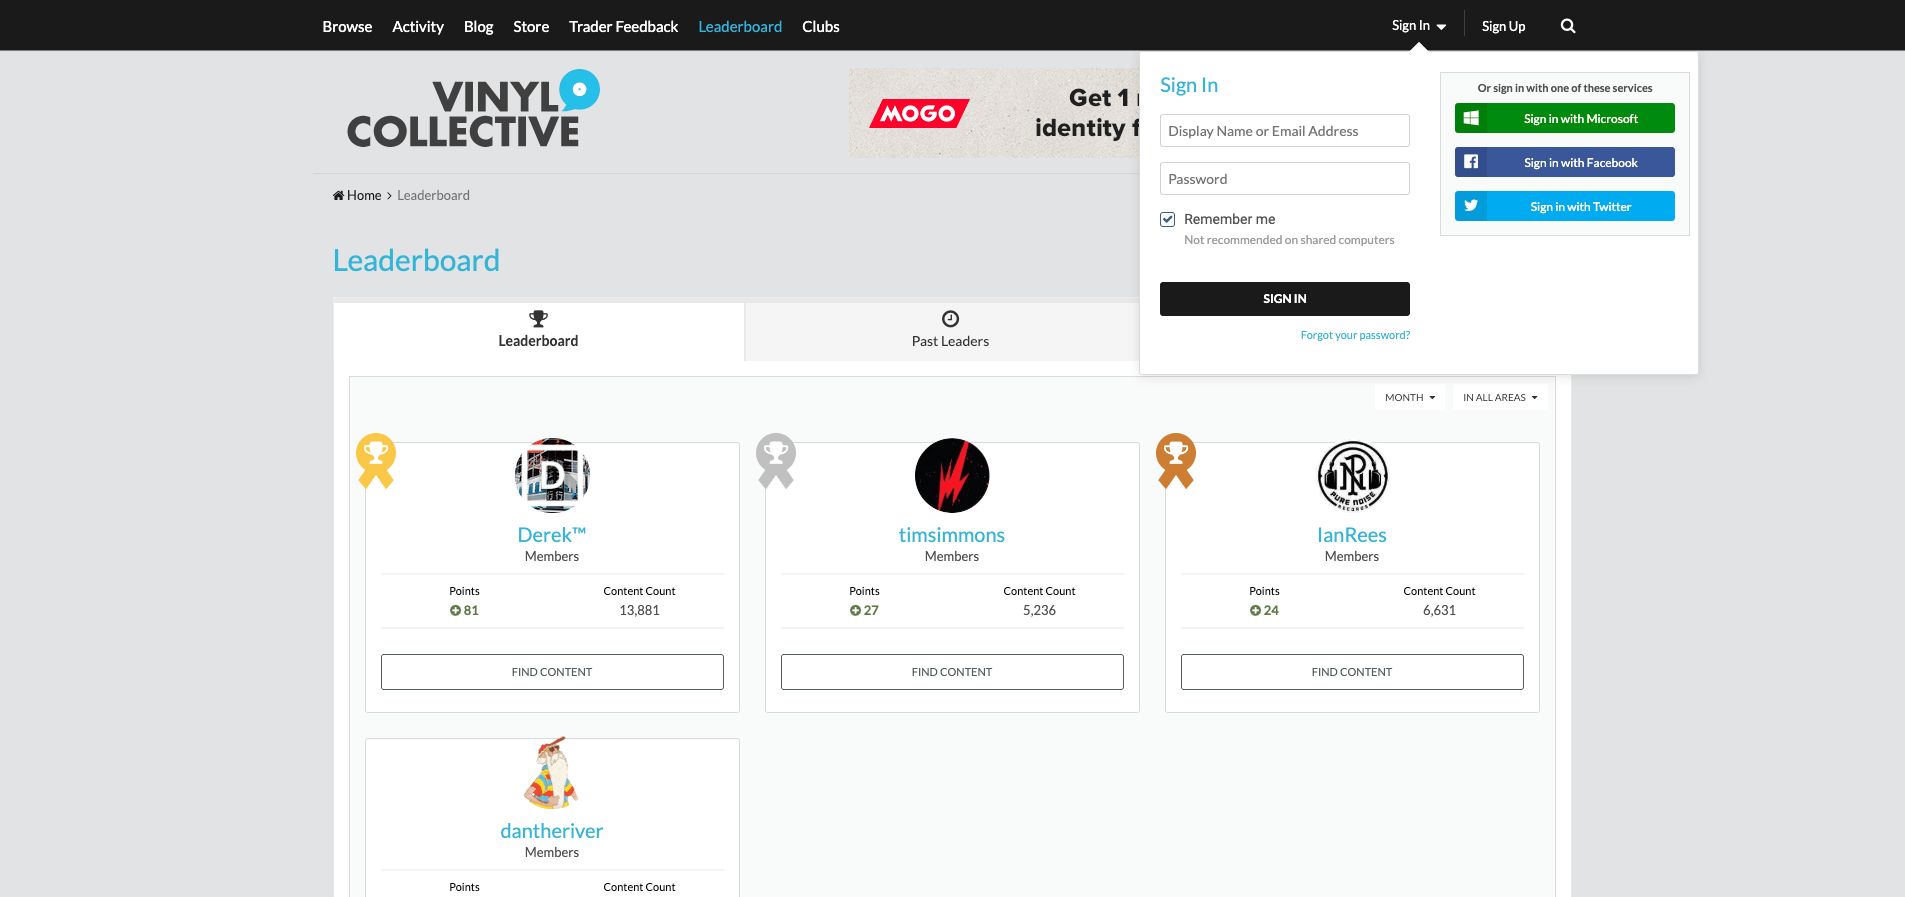 Browse Activity Blog Store Trader Feedback Leaderboard Clubs Sign In Sign Up
VINYL
COLLECTIVE
MOGO
Get 1
identity f
Home > Leaderboard
Sign In
Display Name or Email Address
Password
Remember me
Not recommended on shared computers
SIGN IN
Forgot your password?
Or sign in with one of these services
Sign in with Microsoft
Sign in with Facebook
Sign in with Twitter
Leaderboard
Leaderboard
Past Leaders
MONTH IN ALL AREAS
D
PURE NOISE
RECORDS
Derek™ timsimmons IanRees
Members Members Members
Points Content Count Points Content Count Points Content Count
81 13,881 27 5,236 24 6,631
FIND CONTENT FIND CONTENT FIND CONTENT
dantheriver
Members
Points Content Count